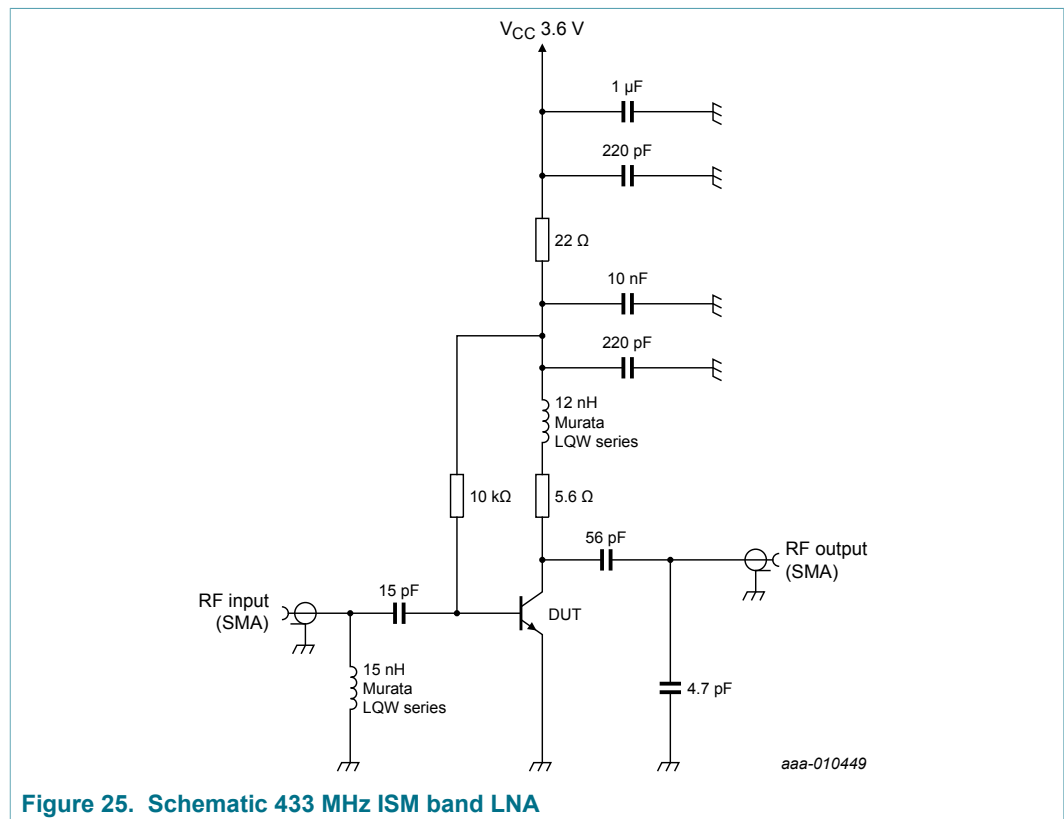 VCC 3.6 V
1 µF
220 pF
22 Ω
10 nF
220 pF
12 nH
Murata
LQW series
10 kΩ
5.6 Ω
56 pF
RF output
(SMA)
15 pF
RF input
(SMA)
DUT
15 nH
Murata
LQW series
4.7 pF
aaa-010449
Figure 25. Schematic 433 MHz ISM band LNA